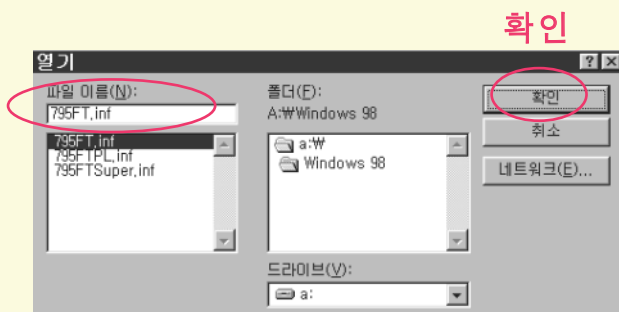 확인
열기
파일 이름(N):
795FT.inf
795FT.inf
795FTPL.inf
795FTSuper.inf
폴더(F):
A:₩Windows 98
a:₩
Windows 98
드라이브(V):
a:
확인
취소
네트워크(E)...